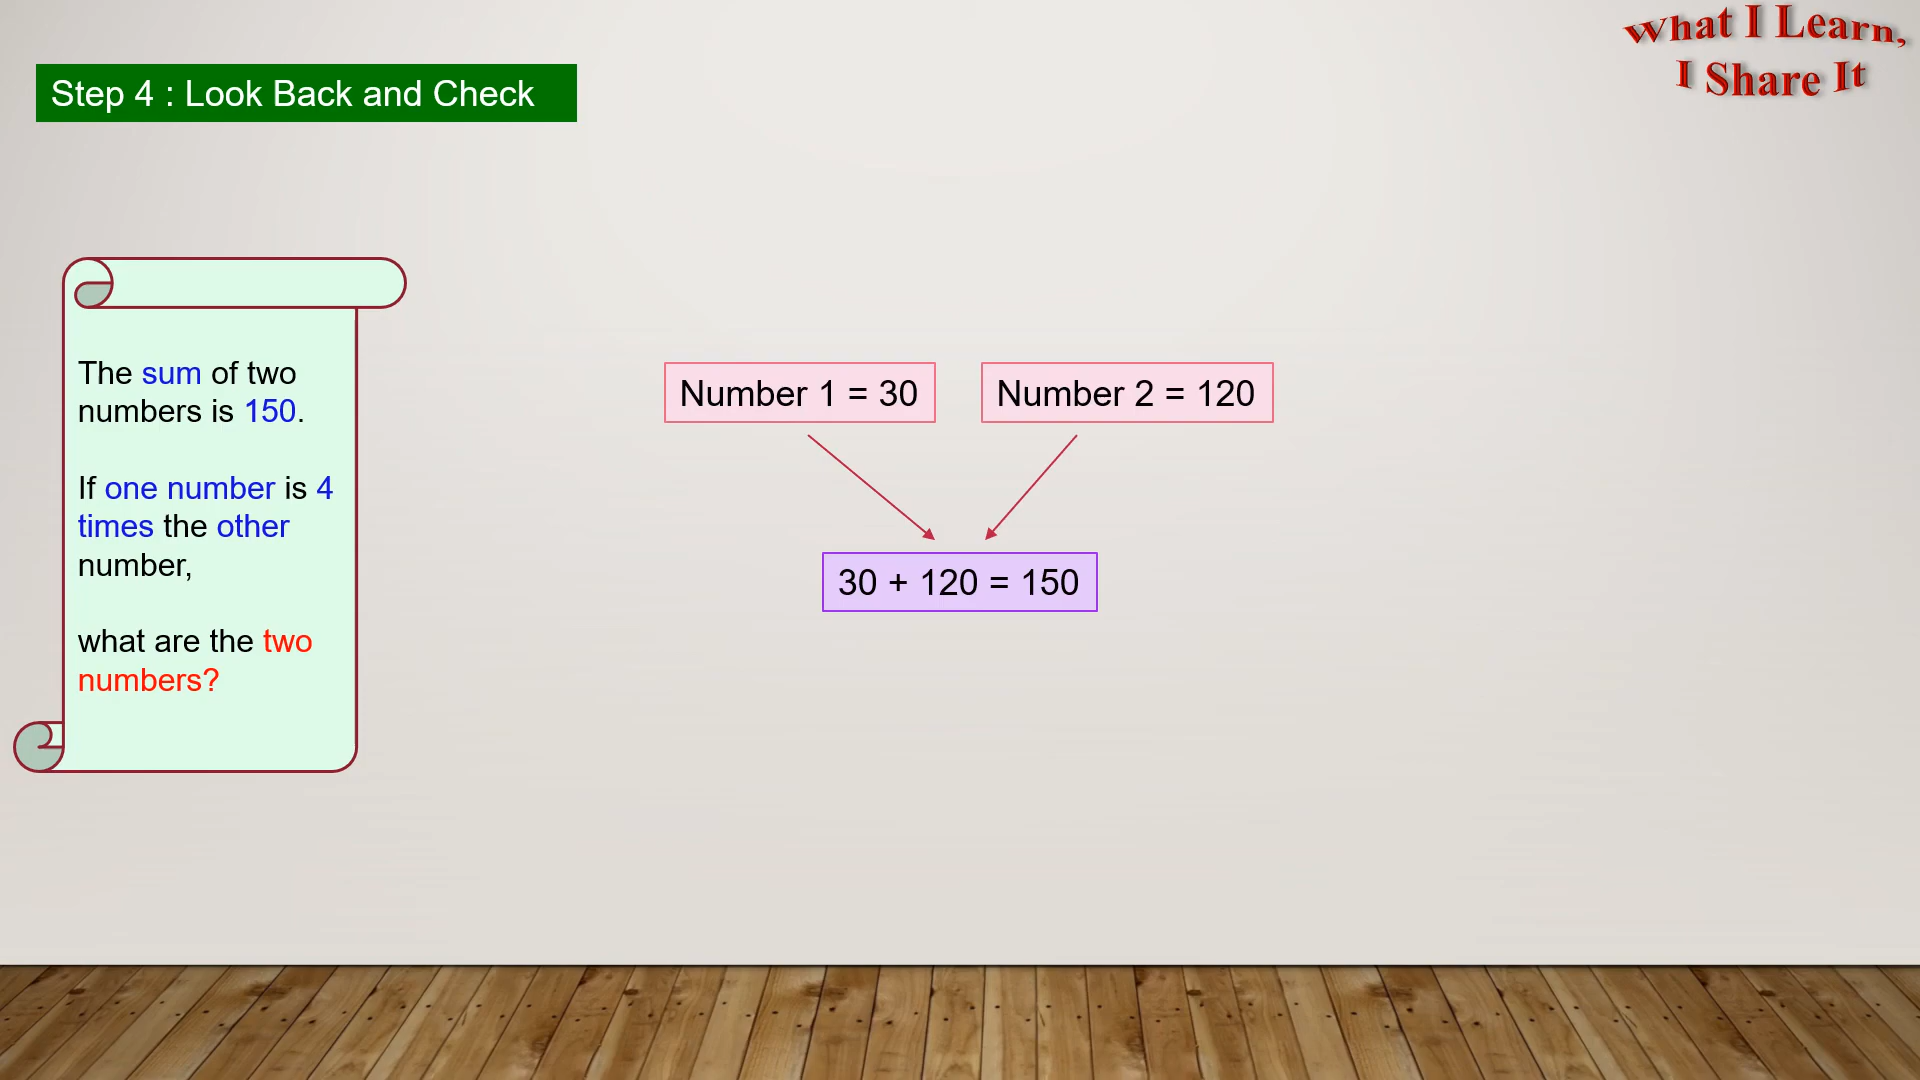 What I Learn,
I Share It
Step 4 : Look Back and Check
The sum of two
numbers is 150.
If one number is 4
times the other
number,
what are the two
numbers?
Number 1 = 30
Number 2 = 120
30 + 120 = 150